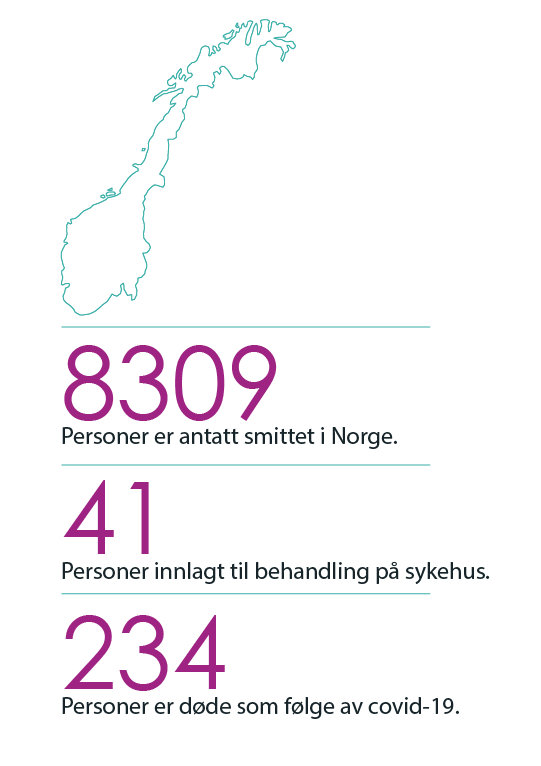 8309
Personer er antatt smittet i Norge.
41
Personer innlagt til behandling på sykehus.
234
Personer er døde som følge av covid-19.